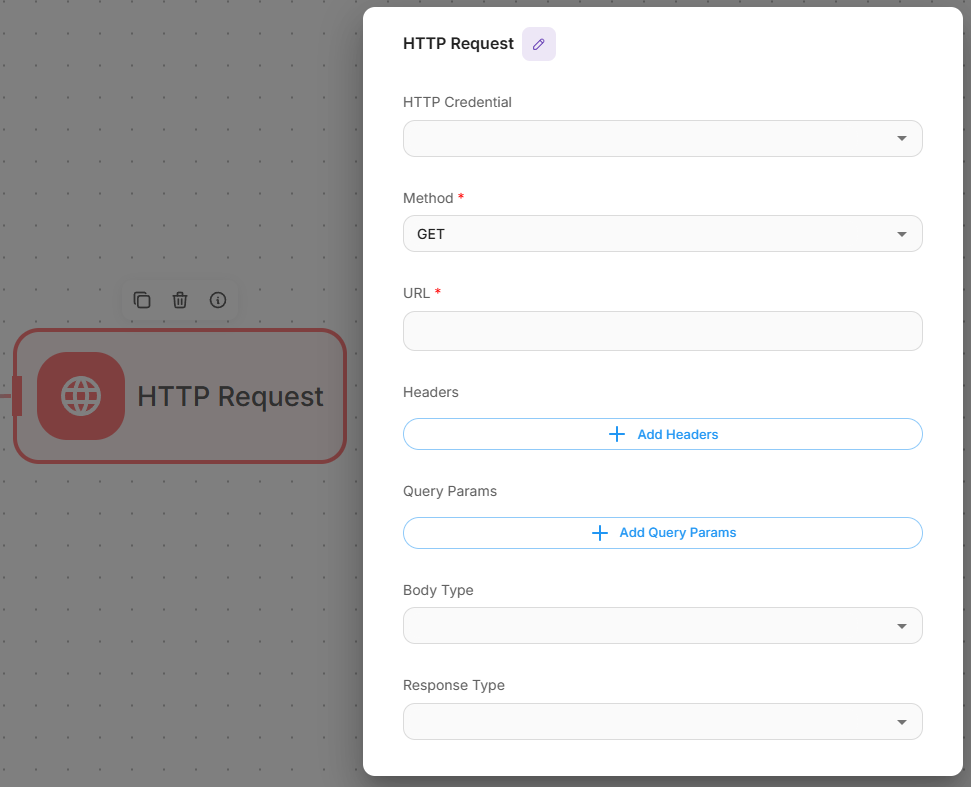 HTTP Request
HTTP Credential
Method *
GET
URL *
Headers
Add Headers
Query Params
Add Query Params
Body Type
Response Type
HTTP Request